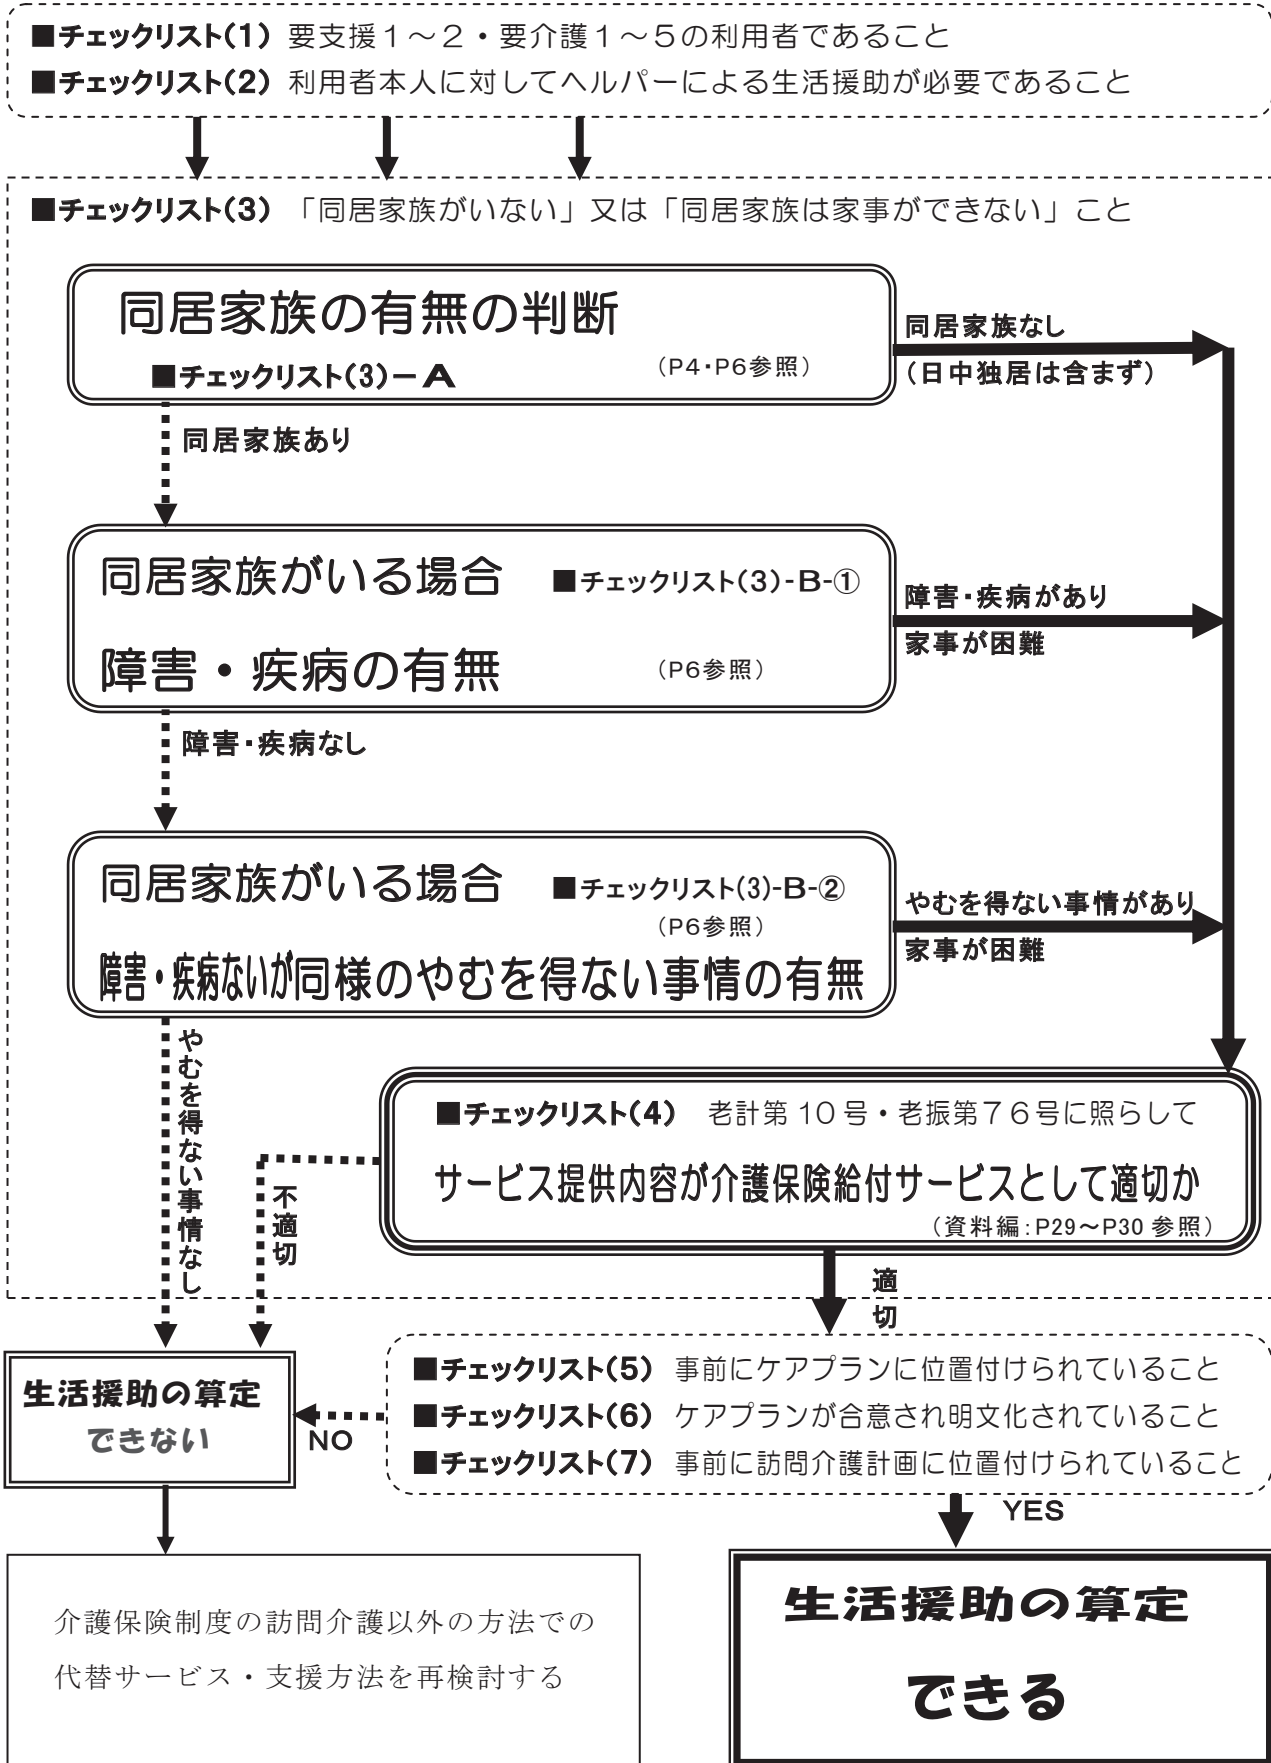 ■チェックリスト(1) 要支援１～２・要介護１～５の利用者であること
■チェックリスト(2) 利用者本人に対してヘルパーによる生活援助が必要であること
■チェックリスト(3) 「同居家族がいない」又は「同居家族は家事ができない」こと
同居家族の有無の判断
■チェックリスト(3)－A
（P4・P6参照）
同居家族なし
（日中独居は含まず）
同居家族あり
同居家族がいる場合 ■チェックリスト(3)-B-①
障害・疾病の有無 （P6参照）
障害・疾病があり
家事が困難
障害・疾病なし
同居家族がいる場合 ■チェックリスト(3)-B-②
（P6参照）
障害・疾病ないが同様のやむを得ない事情の有無
やむを得ない事情があり
家事が困難
やむを得ない事情なし
■チェックリスト(4) 老計第10号・老振第７６号に照らして
サービス提供内容が介護保険給付サービスとして適切か
（資料編：P29～P30 参照）
不適切
適切
生活援助の算定
できない
NO
■チェックリスト(5) 事前にケアプランに位置付けられていること
■チェックリスト(6) ケアプランが合意され明文化されていること
■チェックリスト(7) 事前に訪問介護計画に位置付けられていること
YES
介護保険制度の訪問介護以外の方法での
代替サービス・支援方法を再検討する
生活援助の算定
できる